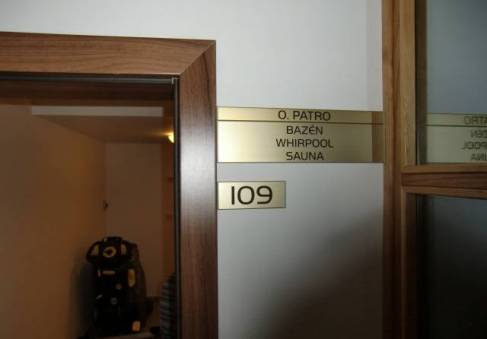 O. PATRO
BAZÉN
WHIRPOOL
SAUNA
109